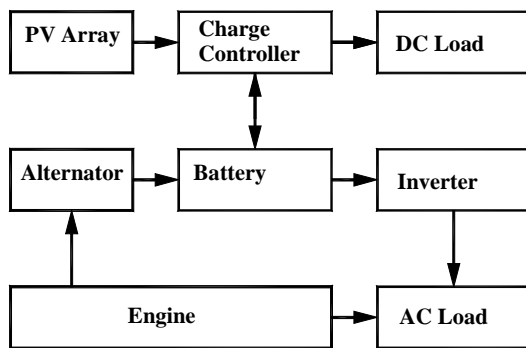 PV Array
Charge
Controller
DC Load
Alternator
Battery
Inverter
Engine
AC Load